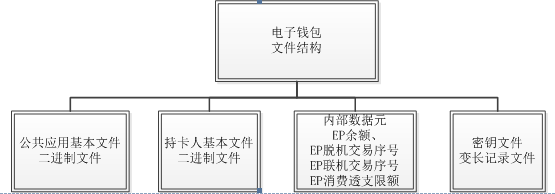 电子钱包
文件结构
公共应用基本文件
二进制文件
持卡人基本文件
二进制文件
内部数据元
EP余额、
EP脱机交易序号
EP联机交易序号
EP消费透支限额
密钥文件
变长记录文件